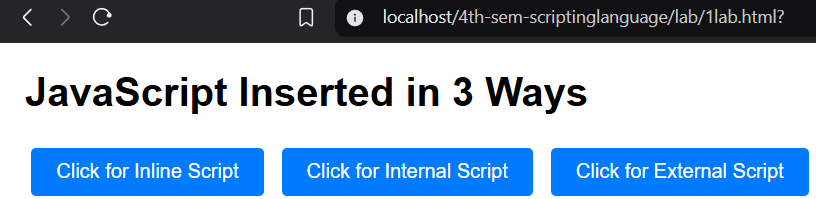 localhost/4th-sem-scriptinglanguage/lab/1lab.html?
JavaScript Inserted in 3 Ways
Click for Inline Script Click for Internal Script Click for External Script